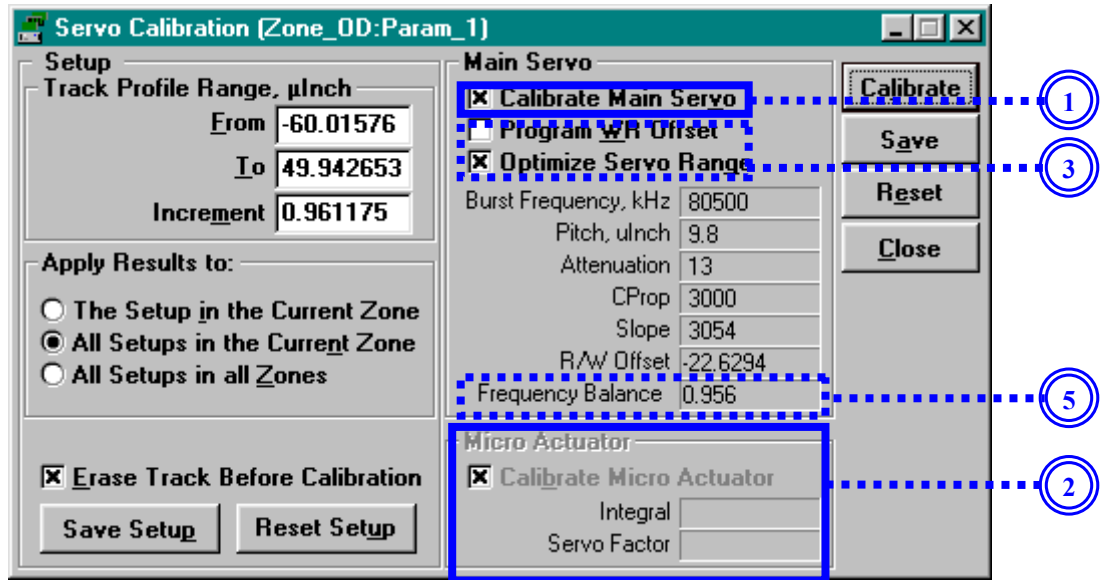 Servo Calibration (Zone_OD:Param_1)
Setup
Track Profile Range, µInch
From -60.01576
To 49.942653
Increment 0.961175
Apply Results to:
The Setup in the Current Zone
All Setups in the Current Zone
All Setups in all Zones
Erase Track Before Calibration
Save Setup Reset Setup
Main Servo
Calibrate Main Servo
Program WR Offset
Optimize Servo Range
Burst Frequency, kHz 80500
Pitch, uInch 9.8
Attenuation 13
CProp 3000
Slope 3054
R/W Offset -22.6294
Frequency Balance 0.956
Micro Actuator
Calibrate Micro Actuator
Integral
Servo Factor
Calibrate
Save
Reset
Close
1
3
5
2